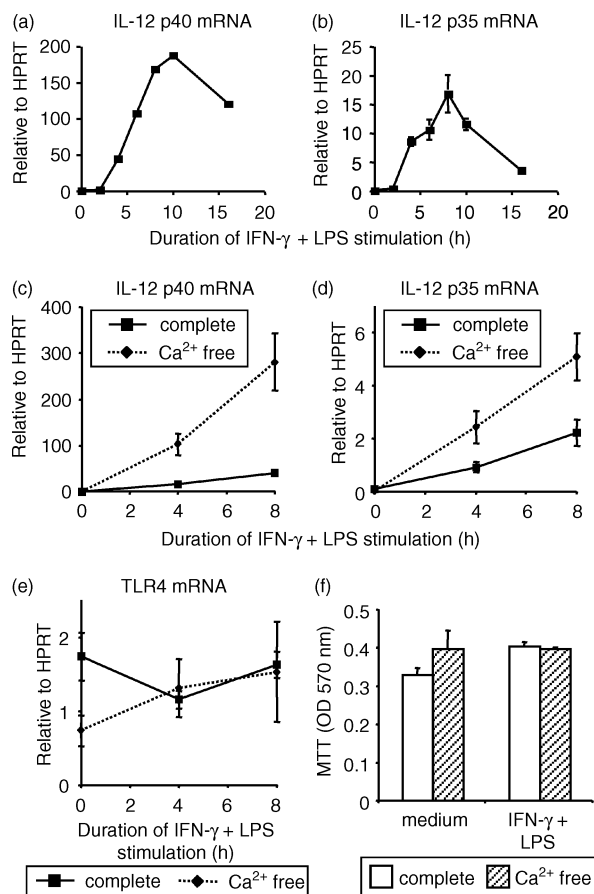 (a) IL-12 p40 mRNA
Relative to HPRT
200
150
100
50
0
0 5 10 15 20
(b) IL-12 p35 mRNA
Relative to HPRT
25
20
15
10
5
0
0 5 10 15 20
Duration of IFN-γ + LPS stimulation (h)
(c) IL-12 p40 mRNA
Relative to HPRT
400
300
200
100
0
complete
Ca²⁺ free
0 2 4 6 8
(d) IL-12 p35 mRNA
Relative to HPRT
6
4
2
0
complete
Ca²⁺ free
0 2 4 6 8
Duration of IFN-γ + LPS stimulation (h)
(e) TLR4 mRNA
Relative to HPRT
2
1
0
0 2 4 6 8
Duration of IFN-γ + LPS
stimulation (h)
complete Ca²⁺ free
(f)
MTT (OD 570 nm)
0.5
0.4
0.3
0.2
0.1
0
medium IFN-γ +
LPS
complete Ca²⁺ free